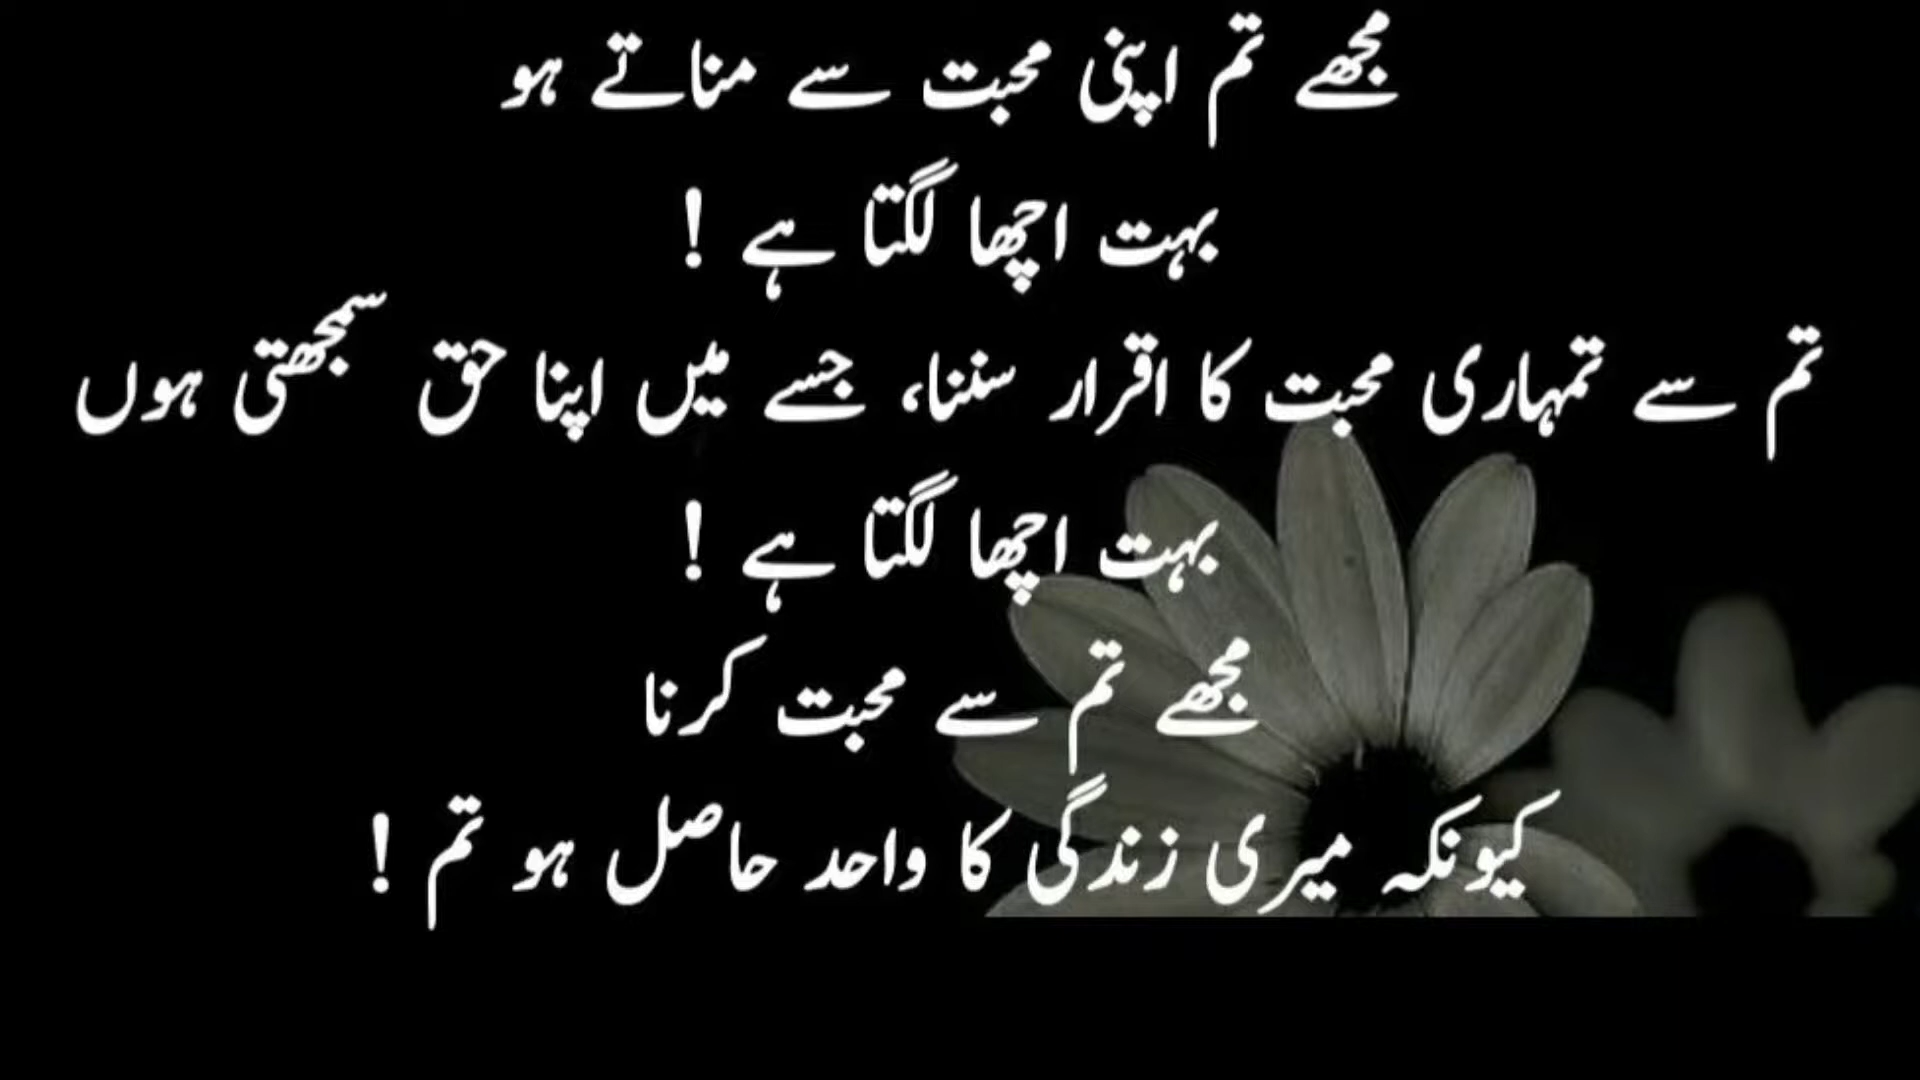 مجھے تم اپنی محبت سے مناتے ہو
بہت اچھا لگتا ہے !
تم سے تمہاری محبت کا اقرار سننا، جسے میں اپنا حق سمجھتی ہوں
بہت اچھا لگتا ہے !
مجھے تم سے محبت کرنا
کیونکہ میری زندگی کا واحد حاصل ہو تم !